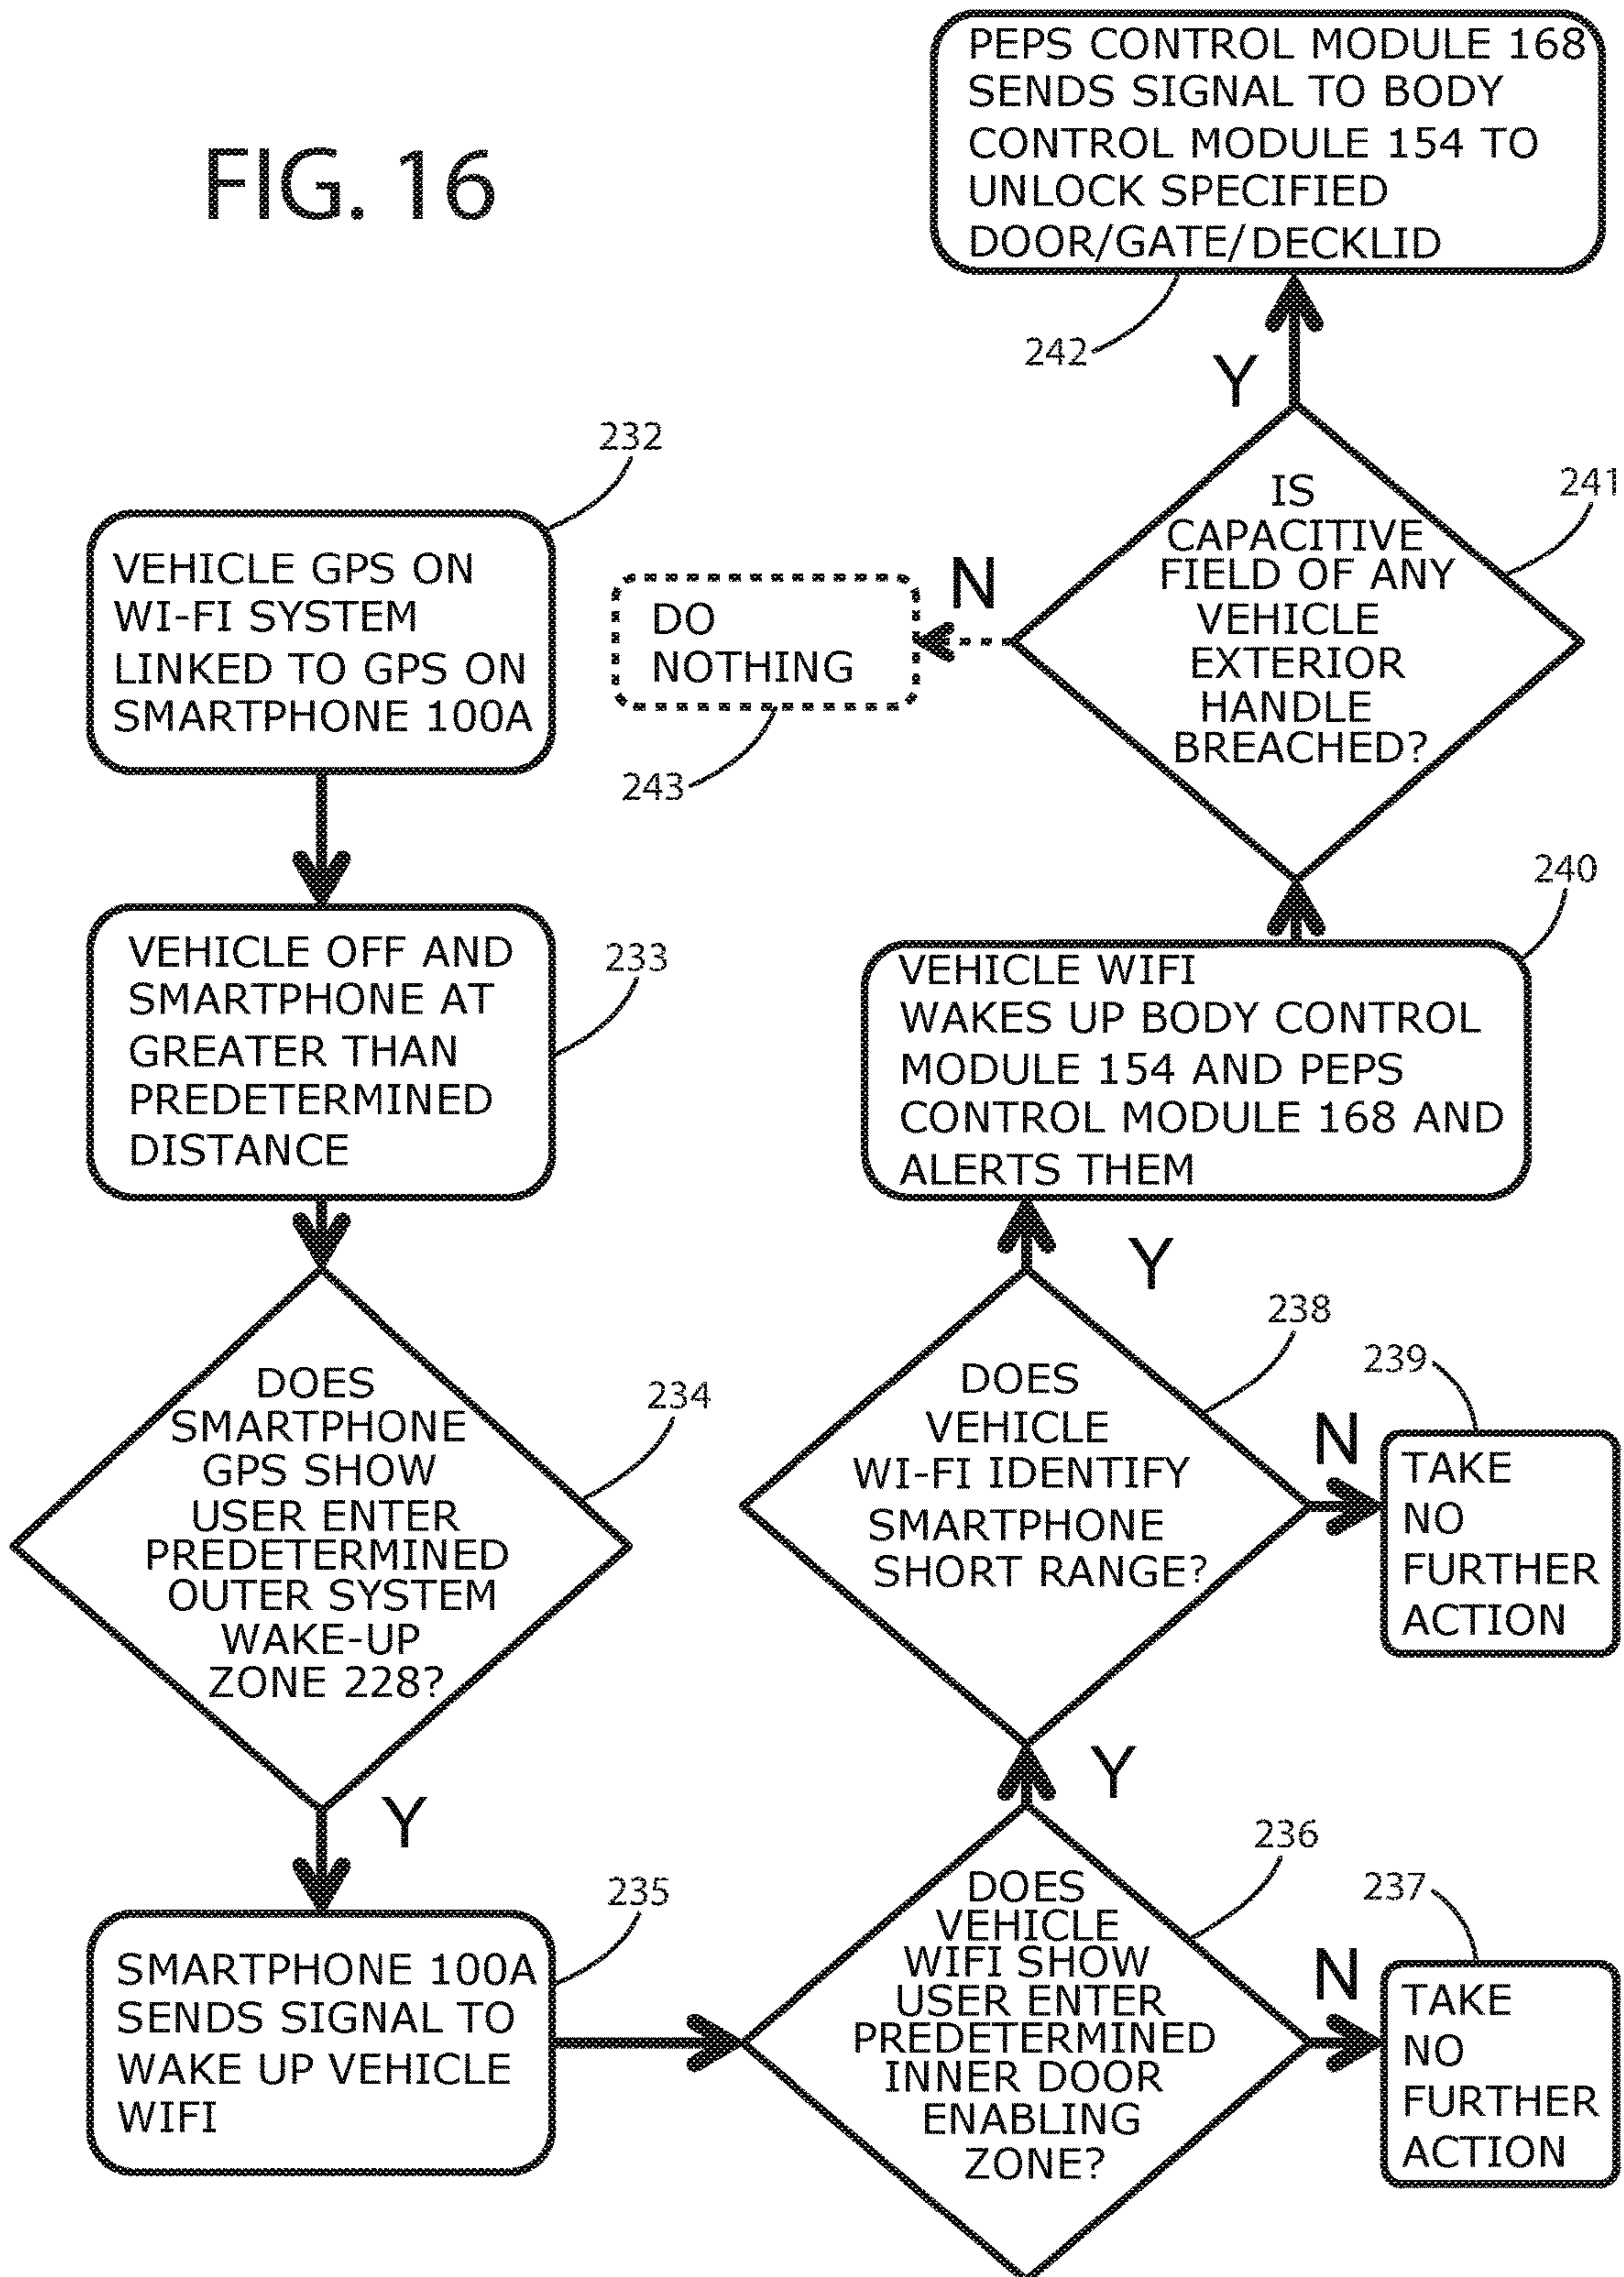 FIG. 16
232
VEHICLE GPS ON
WI-FI SYSTEM
LINKED TO GPS ON
SMARTPHONE 100A
233
VEHICLE OFF AND
SMARTPHONE AT
GREATER THAN
PREDETERMINED
DISTANCE
234
DOES
SMARTPHONE
GPS SHOW
USER ENTER
PREDETERMINED
OUTER SYSTEM
WAKE-UP
ZONE 228?
Y
235
SMARTPHONE 100A
SENDS SIGNAL TO
WAKE UP VEHICLE
WIFI
236
DOES
VEHICLE
WIFI SHOW
USER ENTER
PREDETERMINED
INNER DOOR
ENABLING
ZONE?
N
237
TAKE
NO
FURTHER
ACTION
Y
238
DOES
VEHICLE
WI-FI IDENTIFY
SMARTPHONE
SHORT RANGE?
N
239
TAKE
NO
FURTHER
ACTION
Y
240
VEHICLE WIFI
WAKES UP BODY CONTROL
MODULE 154 AND PEPS
CONTROL MODULE 168 AND
ALERTS THEM
241
IS
CAPACITIVE
FIELD OF ANY
VEHICLE
EXTERIOR
HANDLE
BREACHED?
N
DO
NOTHING
243
Y
242
PEPS CONTROL MODULE 168
SENDS SIGNAL TO BODY
CONTROL MODULE 154 TO
UNLOCK SPECIFIED
DOOR/GATE/DECKLID